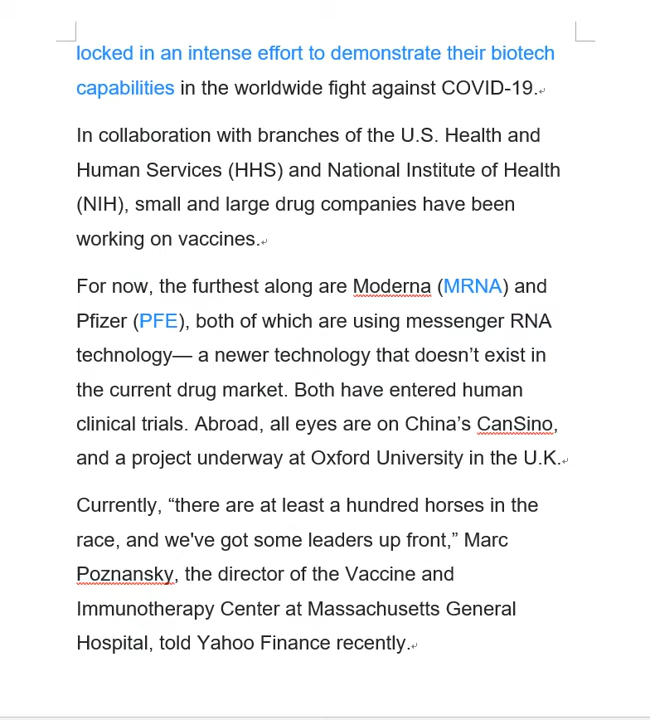 locked in an intense effort to demonstrate their biotech
capabilities in the worldwide fight against COVID-19.
In collaboration with branches of the U.S. Health and
Human Services (HHS) and National Institute of Health
(NIH), small and large drug companies have been
working on vaccines.
For now, the furthest along are Moderna (MRNA) and
Pfizer (PFE), both of which are using messenger RNA
technology— a newer technology that doesn’t exist in
the current drug market. Both have entered human
clinical trials. Abroad, all eyes are on China’s CanSino,
and a project underway at Oxford University in the U.K.
Currently, “there are at least a hundred horses in the
race, and we've got some leaders up front,” Marc
Poznansky, the director of the Vaccine and
Immunotherapy Center at Massachusetts General
Hospital, told Yahoo Finance recently.